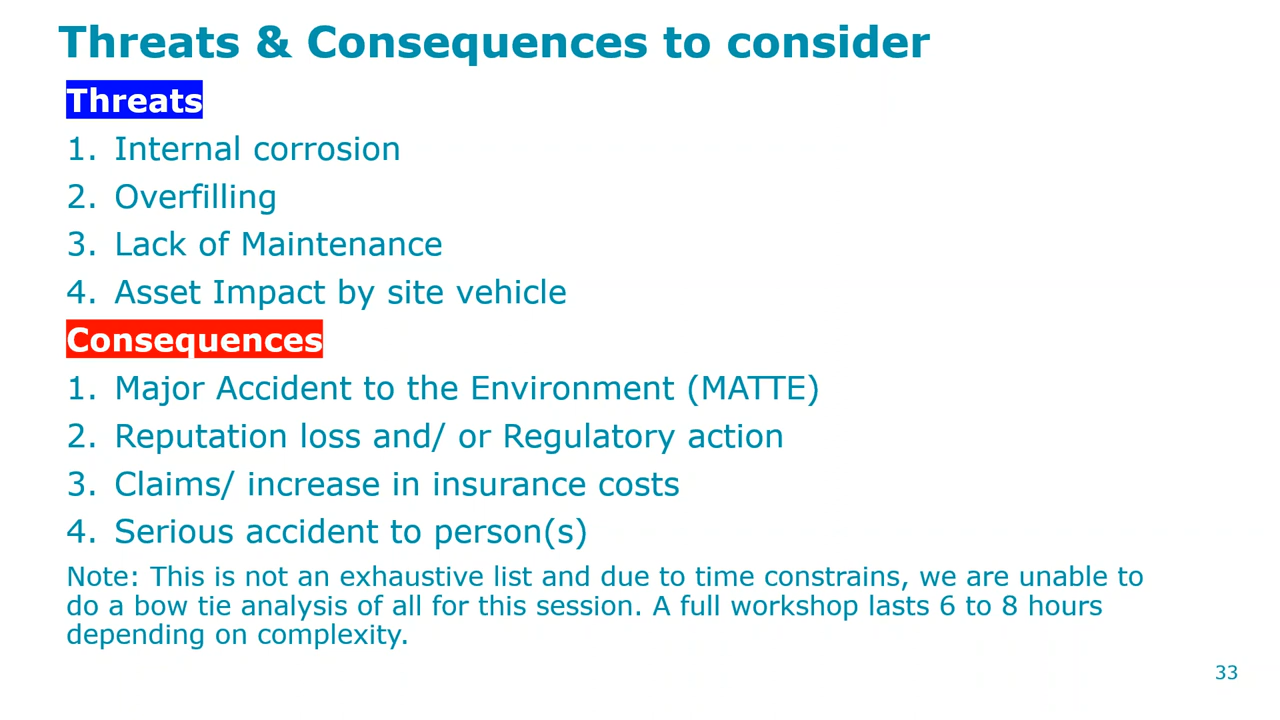 Threats & Consequences to consider
Threats
1. Internal corrosion
2. Overfilling
3. Lack of Maintenance
4. Asset Impact by site vehicle
Consequences
1. Major Accident to the Environment (MATTE)
2. Reputation loss and/ or Regulatory action
3. Claims/ increase in insurance costs
4. Serious accident to person(s)
Note: This is not an exhaustive list and due to time constrains, we are unable to
do a bow tie analysis of all for this session. A full workshop lasts 6 to 8 hours
depending on complexity.
33